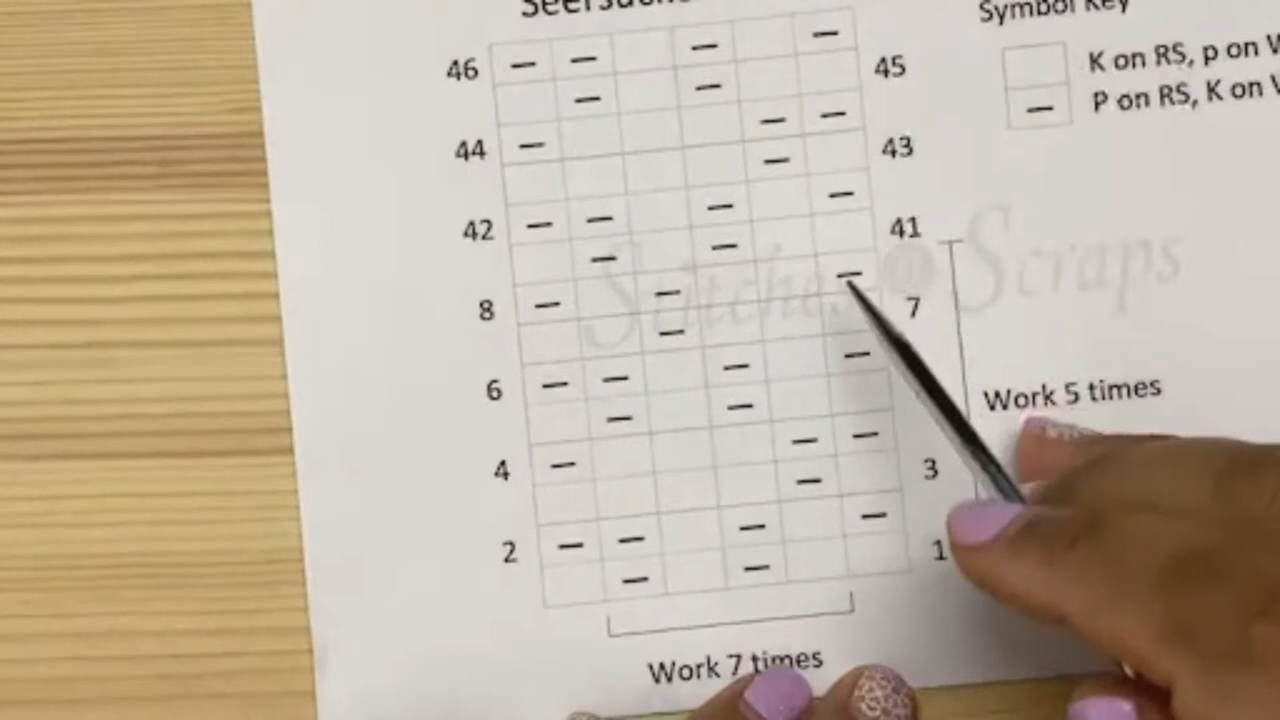 Symbol Key
46
45
K on RS, p on
P on RS, K on
44
43
42
41
Stitches n Scraps
8
7
6
Work 5 times
4
3
2
1
Work 7 times